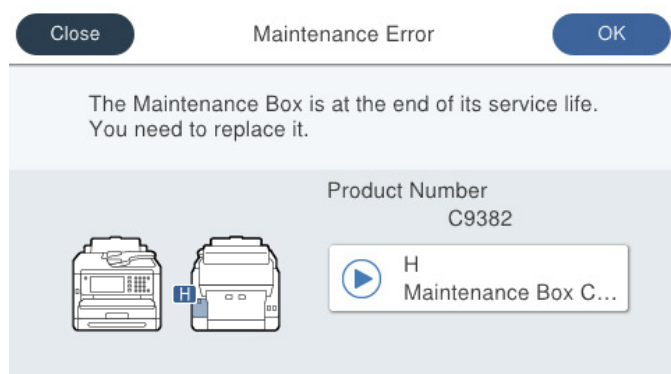 Close
Maintenance Error
OK
The Maintenance Box is at the end of its service life.
You need to replace it.
Product Number
C9382
H
H
Maintenance Box C...